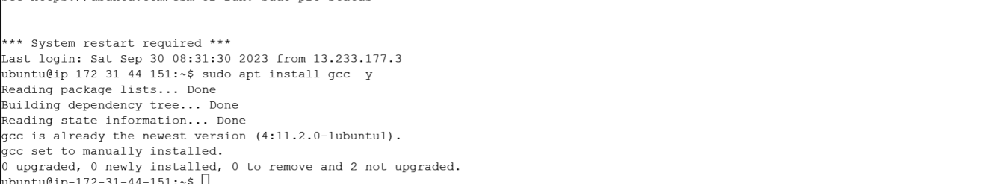 *** System restart required ***
Last login: Sat Sep 30 08:31:30 2023 from 13.233.177.3
ubuntu@ip-172-31-44-151:~$ sudo apt install gcc -y
Reading package lists... Done
Building dependency tree... Done
Reading state information... Done
gcc is already the newest version (4:11.2.0-1ubuntu1).
gcc set to manually installed.
0 upgraded, 0 newly installed, 0 to remove and 2 not upgraded.
ubuntu@ip-172-31-44-151:~$